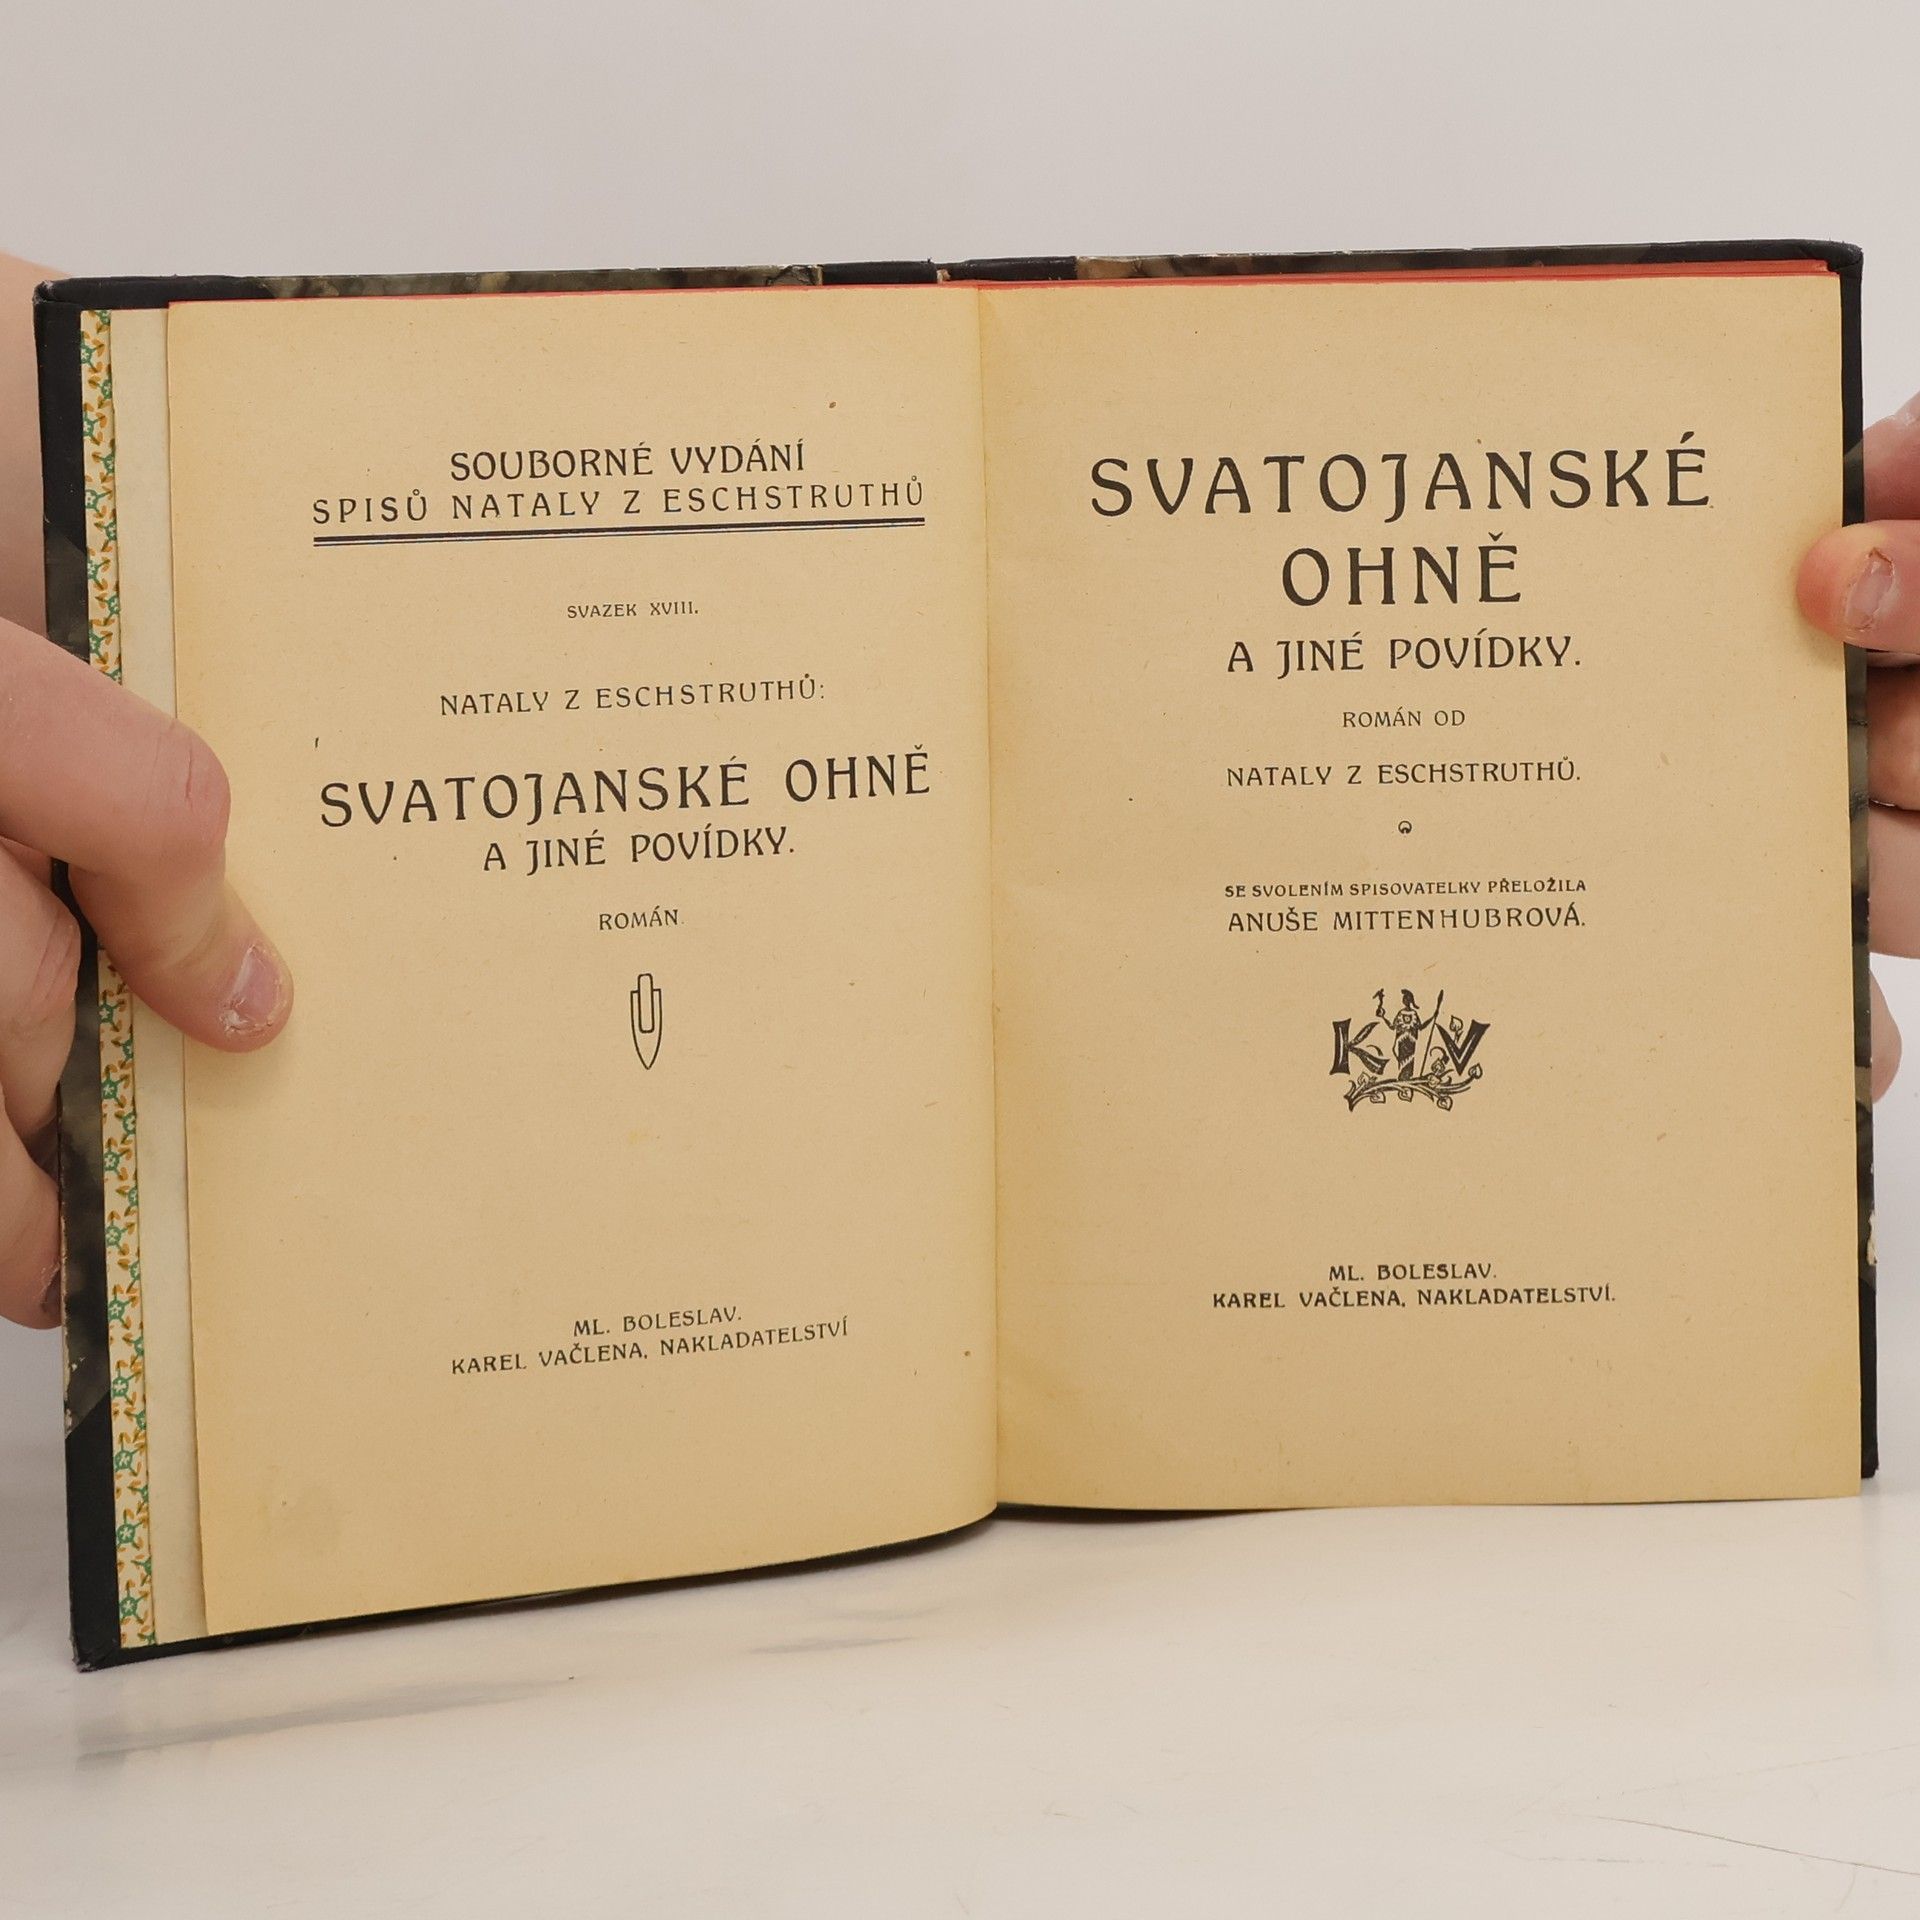 SOUBORNÉ VYDÁNÍ
SPISŮ NATALY Z ESCHSTRUTHŮ
SVAZEK XVIII.
NATALY Z ESCHSTRUTHŮ:
SVATOJANSKÉ OHNĚ
A JINÉ POVÍDKY.
ROMÁN.
ML. BOLESLAV.
KAREL VAČLENA, NAKLADATELSTVÍ
SVATOJANSKÉ
OHNĚ
A JINÉ POVÍDKY.
ROMÁN OD
NATALY Z ESCHSTRUTHŮ.
SE SVOLENÍM SPISOVATELKY PŘELOŽILA
ANUŠE MITTENHUBROVÁ.
K V
ML. BOLESLAV.
KAREL VAČLENA, NAKLADATELSTVÍ.